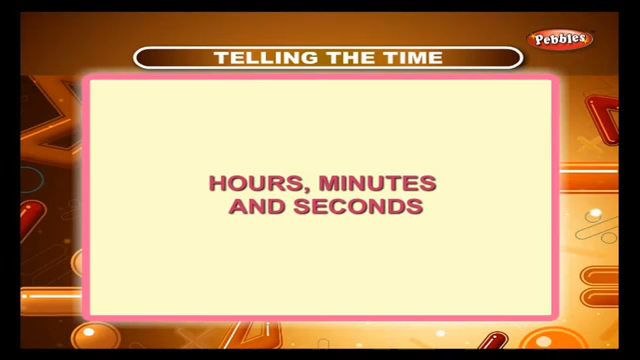 Pebbles
TELLING THE TIME
HOURS, MINUTES
AND SECONDS